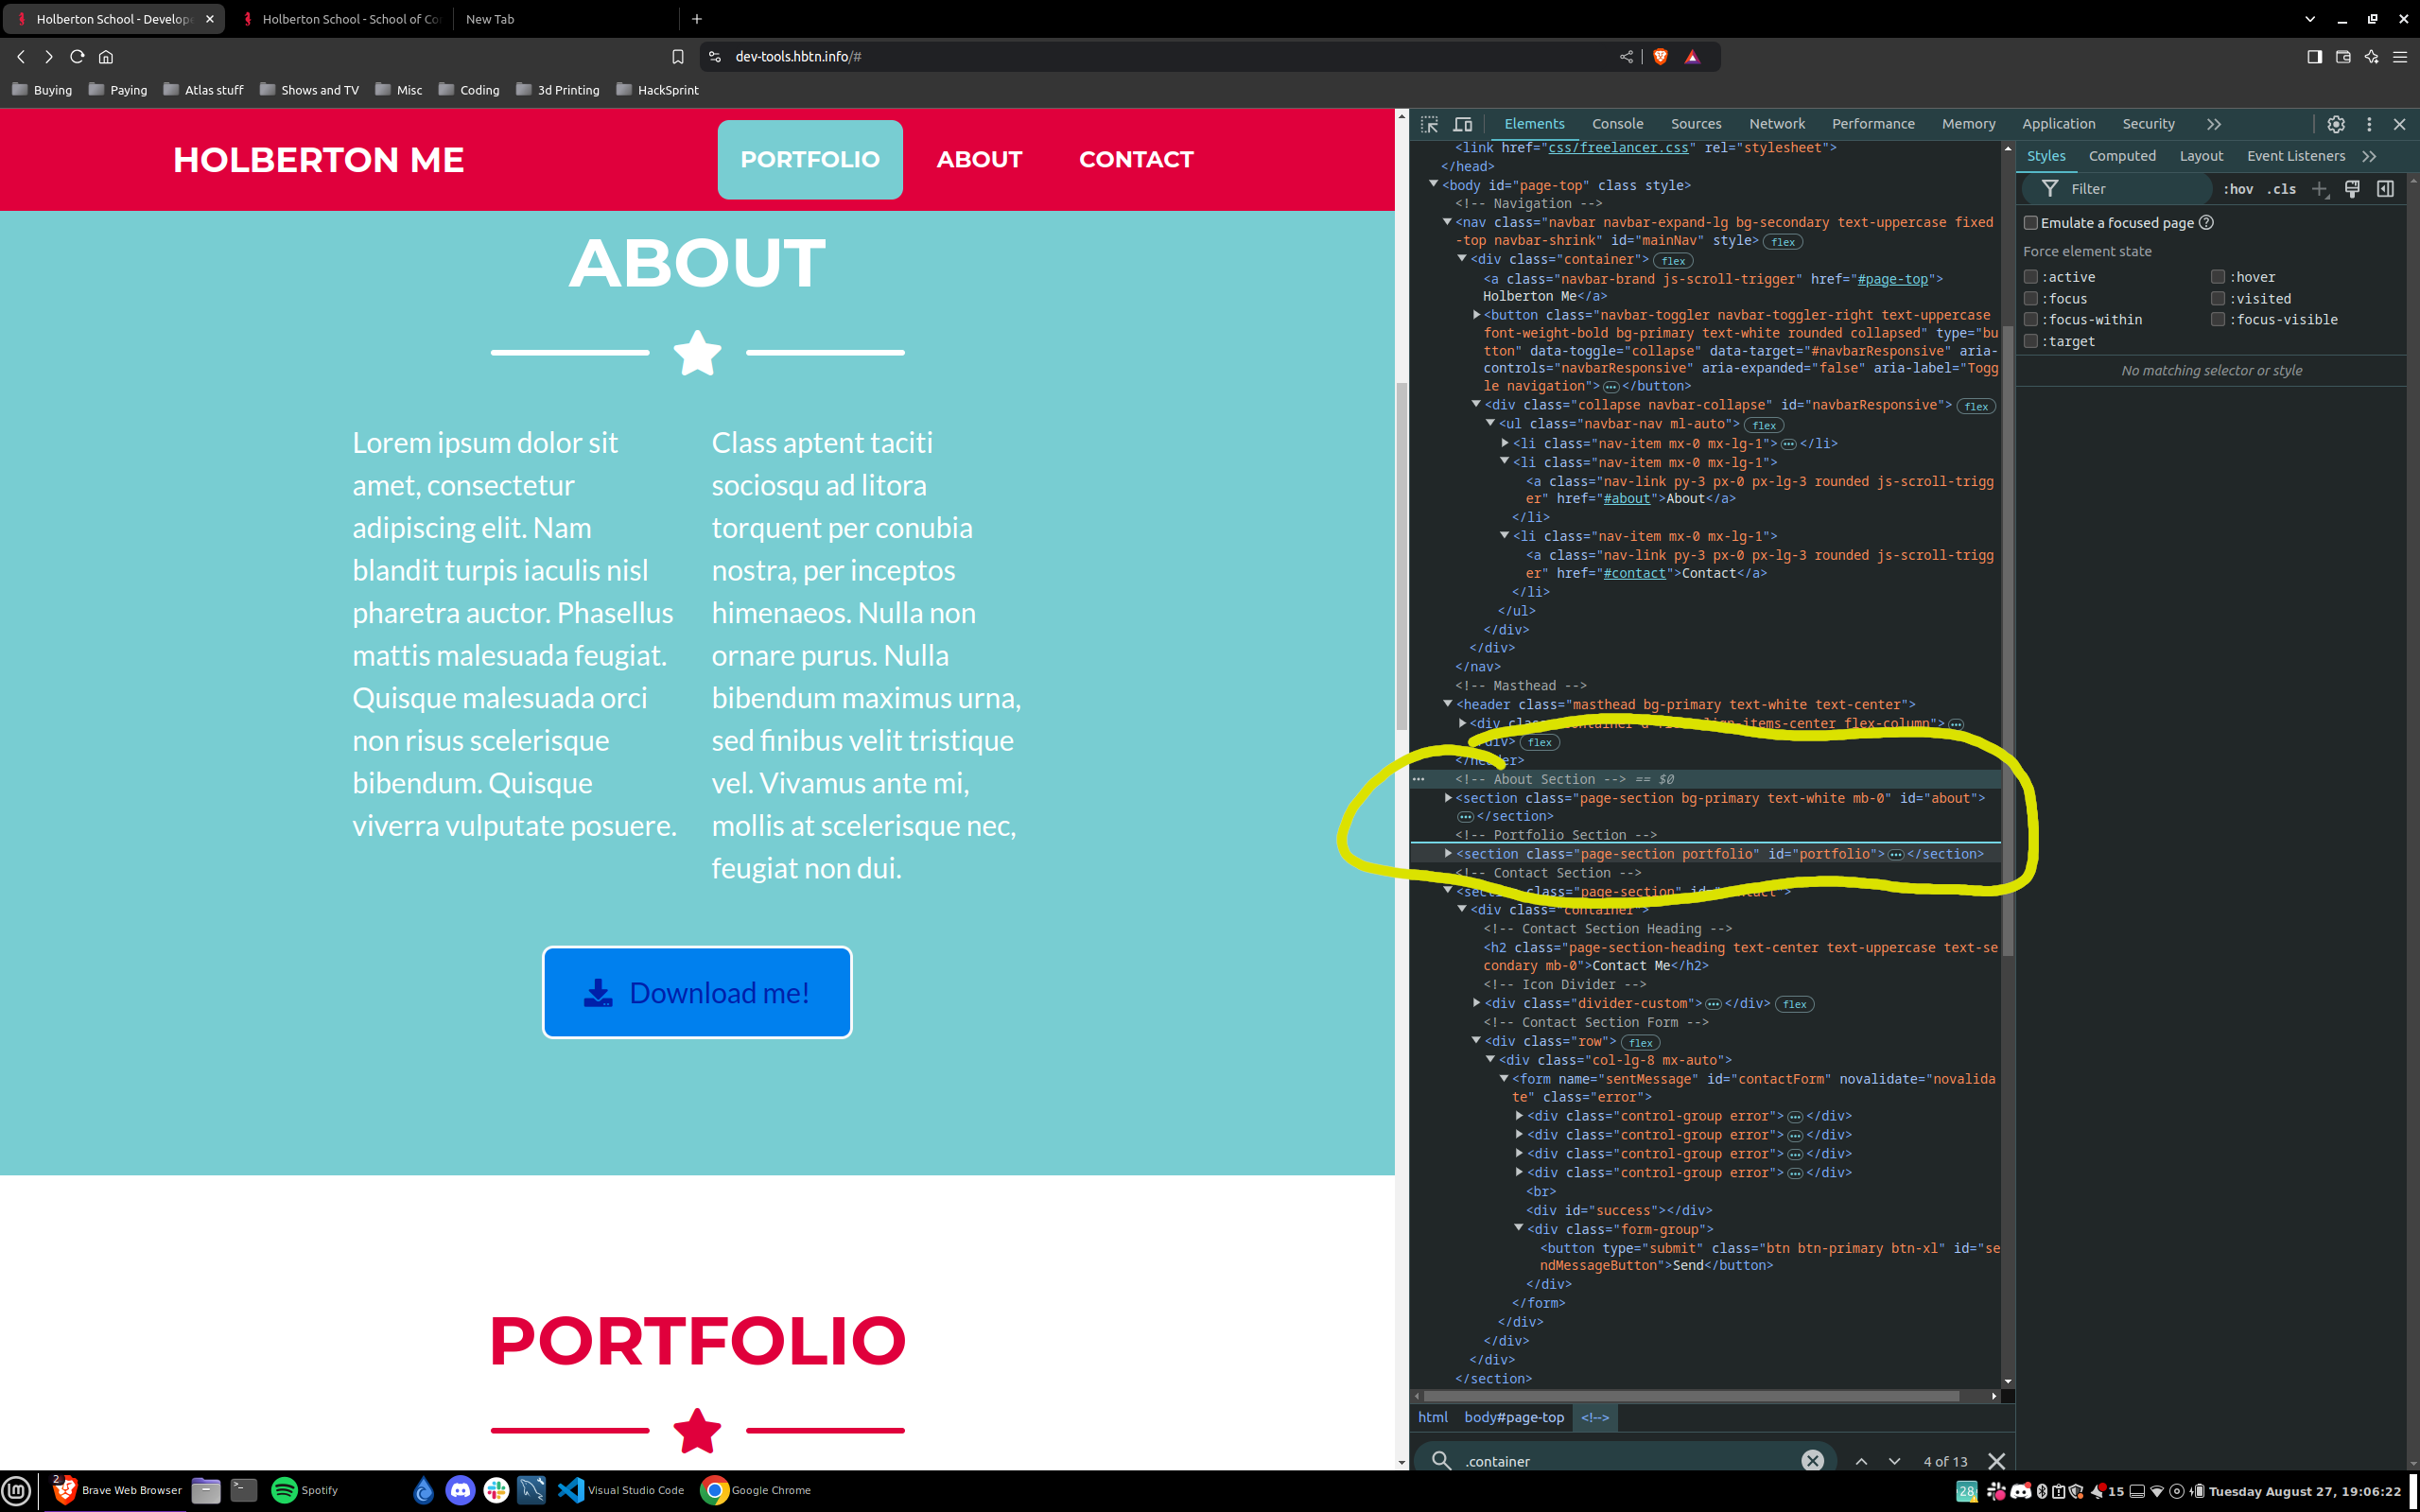 Holberton School - Develope
Holberton School - School of Co
New Tab
dev-tools.hbtn.info/#
Buying
Paying
Atlas stuff
Shows and TV
Misc
Coding
3d Printing
HackSprint
HOLBERTON ME
PORTFOLIO
ABOUT
CONTACT
ABOUT
Lorem ipsum dolor sit
amet, consectetur
adipiscing elit. Nam
blandit turpis iaculis nisl
pharetra auctor. Phasellus
mattis malesuada feugiat.
Quisque malesuada orci
non risus scelerisque
bibendum. Quisque
viverra vulputate posuere.
Class aptent taciti
sociosqu ad litora
torquent per conubia
nostra, per inceptos
himenaeos. Nulla non
ornare purus. Nulla
bibendum maximus urna,
sed finibus velit tristique
vel. Vivamus ante mi,
mollis at scelerisque nec,
feugiat non dui.
Download me!
PORTFOLIO
Elements
Console
Sources
Network
Performance
Memory
Application
Security
<link href="css/freelancer.css" rel="stylesheet">
</head>
<body id="page-top" class style>
<!-- Navigation -->
<nav class="navbar navbar-expand-lg bg-secondary text-uppercase fixed
-top navbar-shrink" id="mainNav" style> flex
<div class="container"> flex
<a class="navbar-brand js-scroll-trigger" href="#page-top">
Holberton Me</a>
<button class="navbar-toggler navbar-toggler-right text-uppercase
font-weight-bold bg-primary text-white rounded collapsed" type="bu
tton" data-toggle="collapse" data-target="#navbarResponsive" aria-
controls="navbarResponsive" aria-expanded="false" aria-label="Togg
le navigation"> … </button>
<div class="collapse navbar-collapse" id="navbarResponsive"> flex
<ul class="navbar-nav ml-auto"> flex
<li class="nav-item mx-0 mx-lg-1"> … </li>
<li class="nav-item mx-0 mx-lg-1">
<a class="nav-link py-3 px-0 px-lg-3 rounded js-scroll-trigg
er" href="#about">About</a>
</li>
<li class="nav-item mx-0 mx-lg-1">
<a class="nav-link py-3 px-0 px-lg-3 rounded js-scroll-trigg
er" href="#contact">Contact</a>
</li>
</ul>
</div>
</div>
</nav>
<!-- Masthead -->
<header class="masthead bg-primary text-white text-center">
<div flex-column"> …
flex
<!-- About Section --> == $0
<section class="page-section bg-primary text-white mb-0" id="about">
… </section>
<!-- Portfolio Section -->
<section class="page-section portfolio" id="portfolio"> … </section>
<!-- Contact Section -->
class="page-section"
<div class="container">
<!-- Contact Section Heading -->
<h2 class="page-section-heading text-center text-uppercase text-se
condary mb-0">Contact Me</h2>
<!-- Icon Divider -->
<div class="divider-custom"> … </div> flex
<!-- Contact Section Form -->
<div class="row"> flex
<div class="col-lg-8 mx-auto">
<form name="sentMessage" id="contactForm" novalidate="novalida
te" class="error">
<div class="control-group error"> … </div>
<div class="control-group error"> … </div>
<div class="control-group error"> … </div>
<div class="control-group error"> … </div>
<br>
<div id="success"></div>
<div class="form-group">
<button type="submit" class="btn btn-primary btn-xl" id="se
ndMessageButton">Send</button>
</div>
</form>
</div>
</div>
</div>
</section>
html
body#page-top
<!-->
.container
4 of 13
Styles
Computed
Layout
Event Listeners
Filter
:hov
.cls
Emulate a focused page
Force element state
:active
:hover
:focus
:visited
:focus-within
:focus-visible
:target
No matching selector or style
2
Brave Web Browser
Spotify
Visual Studio Code
Google Chrome
28
15
Tuesday August 27, 19:06:22